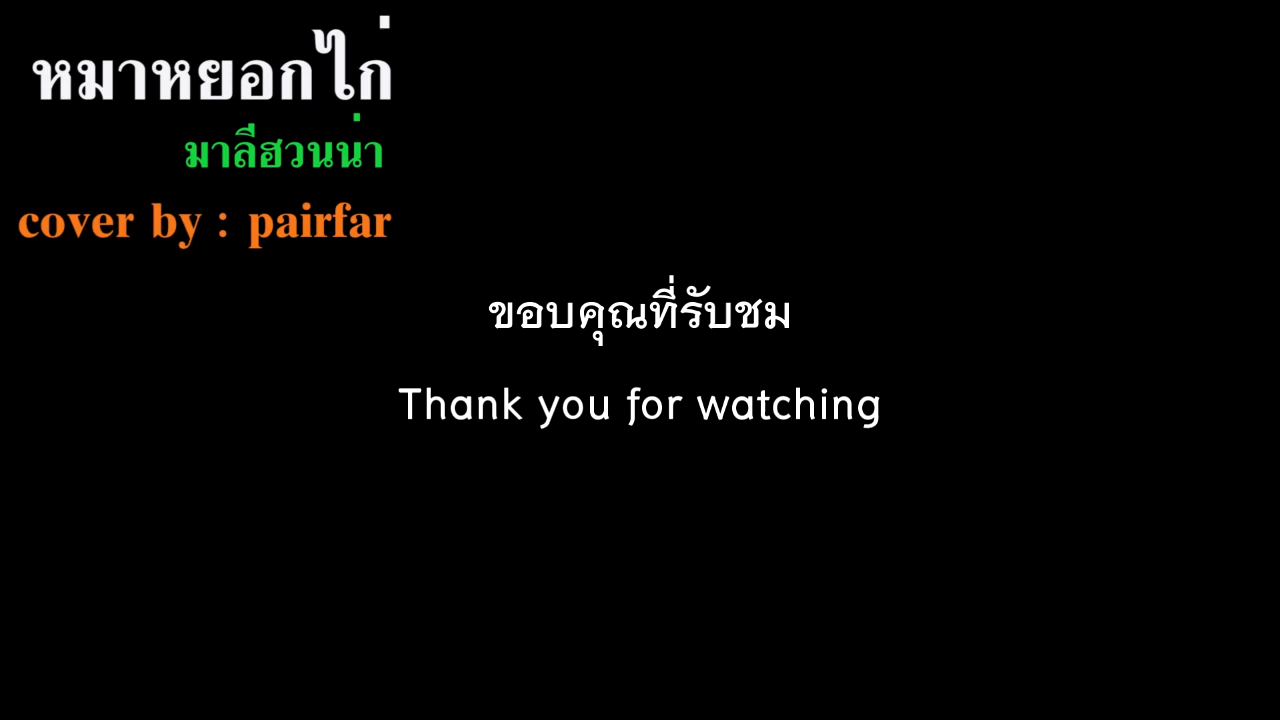 หมาหยอกไก่
มาลีฮวนน่า
cover by : pairfar
ขอบคุณที่รับชม
Thank you for watching